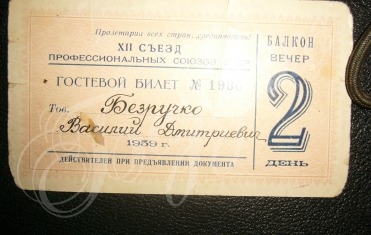 Пролетарии всех стран, соединяйтесь!
XII СЪЕЗД
ПРОФЕССИОНАЛЬНЫХ СОЮЗОВ
ГОСТЕВОЙ БИЛЕТ №
Тов. Безручко
Василий Дмитриевич
1959 г.
ДЕЙСТВИТЕЛЕН ПРИ ПРЕДЪЯВЛЕНИИ ДОКУМЕНТА
БАЛКОН
ВЕЧЕР
2
ДЕНЬ